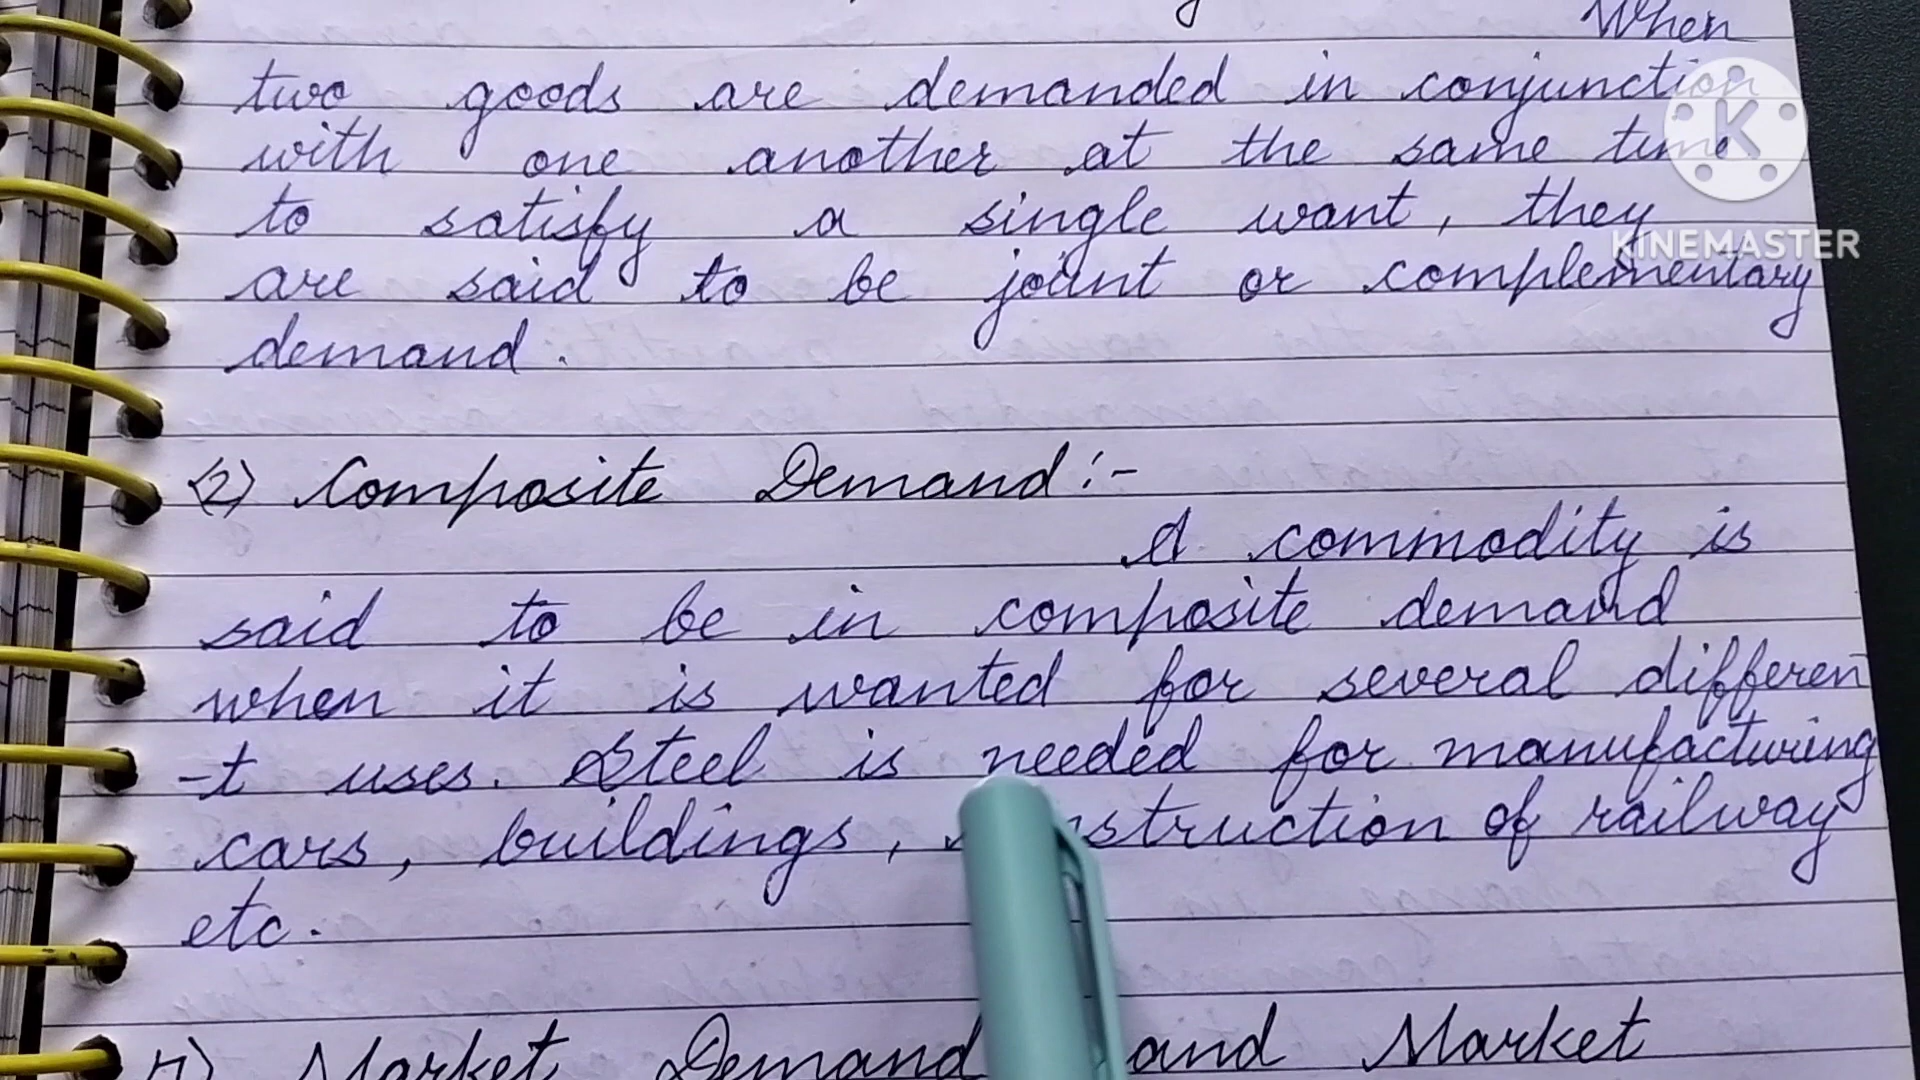 When
two goods are demanded in conjunction
with one another at the same time
to satisfy a single want, they
KINEMASTER
are said to be joint or complementary
demand.
(2) Composite Demand :-
A commodity is
said to be in composite demand
when it is wanted for several differen
-t uses. Steel is needed for manufacturing
cars, buildings, construction of railway
etc.
7) Market Demand and Market